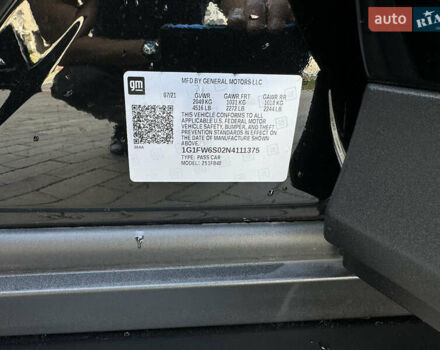 auto RIA
gm
MFD BY GENERAL MOTORS LLC
07/21 GVWR GAWR FRT GAWR RR
2049 KG 1031 KG 1018 KG
4516 LB 2272 LB 2244 LB
THIS VEHICLE CONFORMS TO ALL
APPLICABLE U.S. FEDERAL MOTOR
VEHICLE SAFETY, BUMPER, AND THEFT
PREVENTION STANDARDS IN EFFECT ON
THE DATE OF MANUFACTURE SHOWN
ABOVE.
1G1FW6S02N4111375
TYPE: PASS CAR